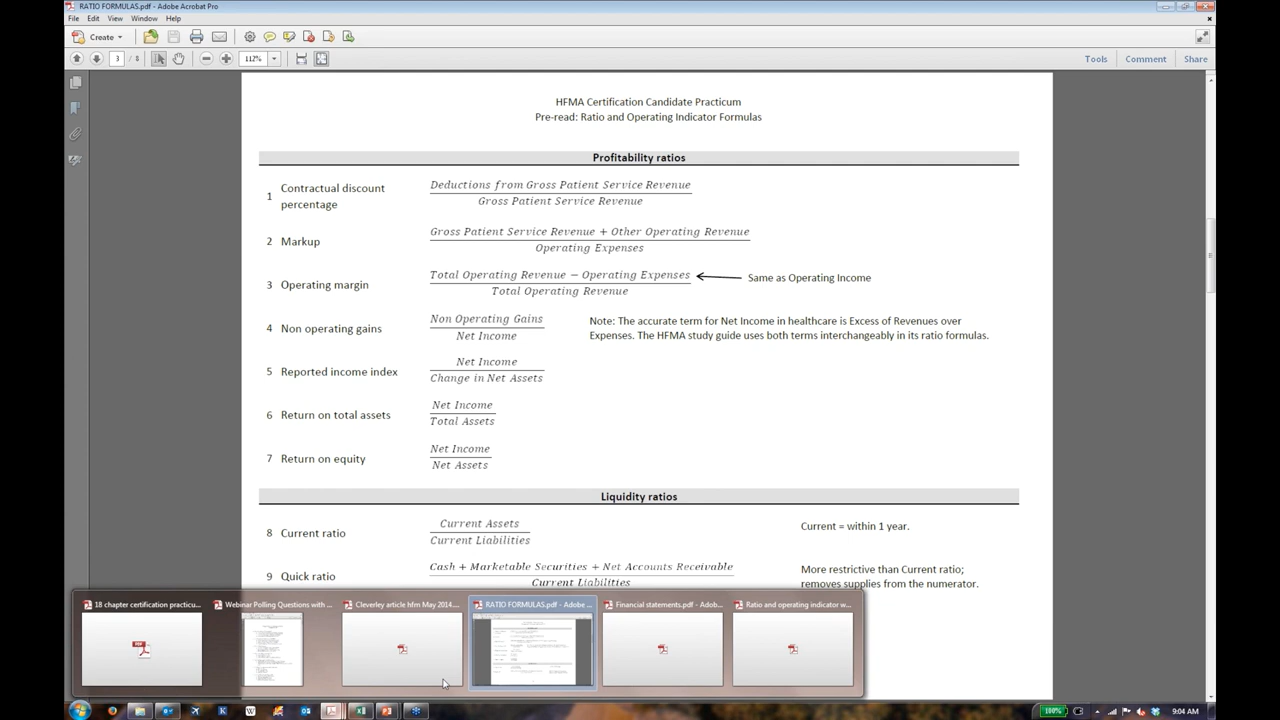 RATIO FORMULAS.pdf - Adobe Acrobat Pro
File Edit View Window Help
Create
3 / 8 112%
Tools Comment Share
HFMA Certification Candidate Practicum
Pre-read: Ratio and Operating Indicator Formulas
Profitability ratios
1 Contractual discount percentage
Deductions from Gross Patient Service Revenue
Gross Patient Service Revenue
2 Markup
Gross Patient Service Revenue + Other Operating Revenue
Operating Expenses
3 Operating margin
Total Operating Revenue − Operating Expenses
Total Operating Revenue
Same as Operating Income
4 Non operating gains
Non Operating Gains
Net Income
Note: The accurate term for Net Income in healthcare is Excess of Revenues over
Expenses. The HFMA study guide uses both terms interchangeably in its ratio formulas.
5 Reported income index
Net Income
Change in Net Assets
6 Return on total assets
Net Income
Total Assets
7 Return on equity
Net Income
Net Assets
Liquidity ratios
8 Current ratio
Current Assets
Current Liabilities
Current = within 1 year.
9 Quick ratio
Cash + Marketable Securities + Net Accounts Receivable
Current Liabilities
More restrictive than Current ratio;
removes supplies from the numerator.
18 chapter certification practicu...
Webinar Polling Questions with ...
Cleverley article hfm May 2014....
RATIO FORMULAS.pdf - Adobe ...
Financial statements.pdf - Adob...
Ratio and operating indicator w...
100% 9:04 AM